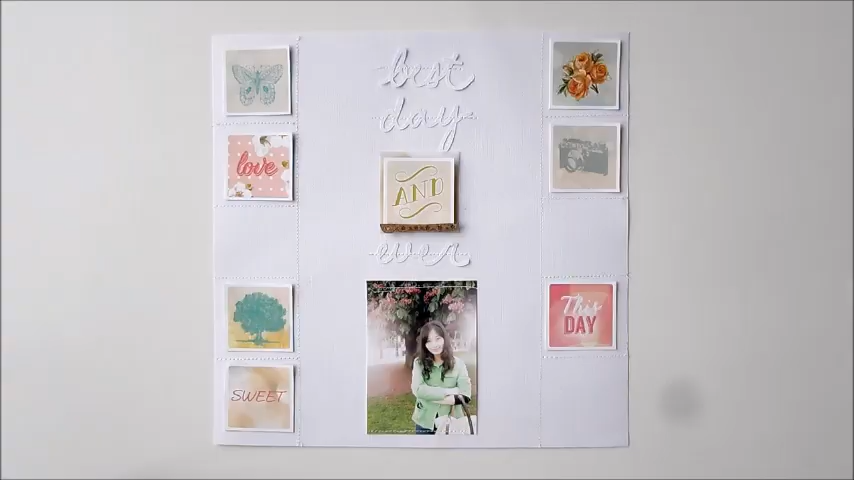 best
day
love
AND
ever
This
DAY
SWEET